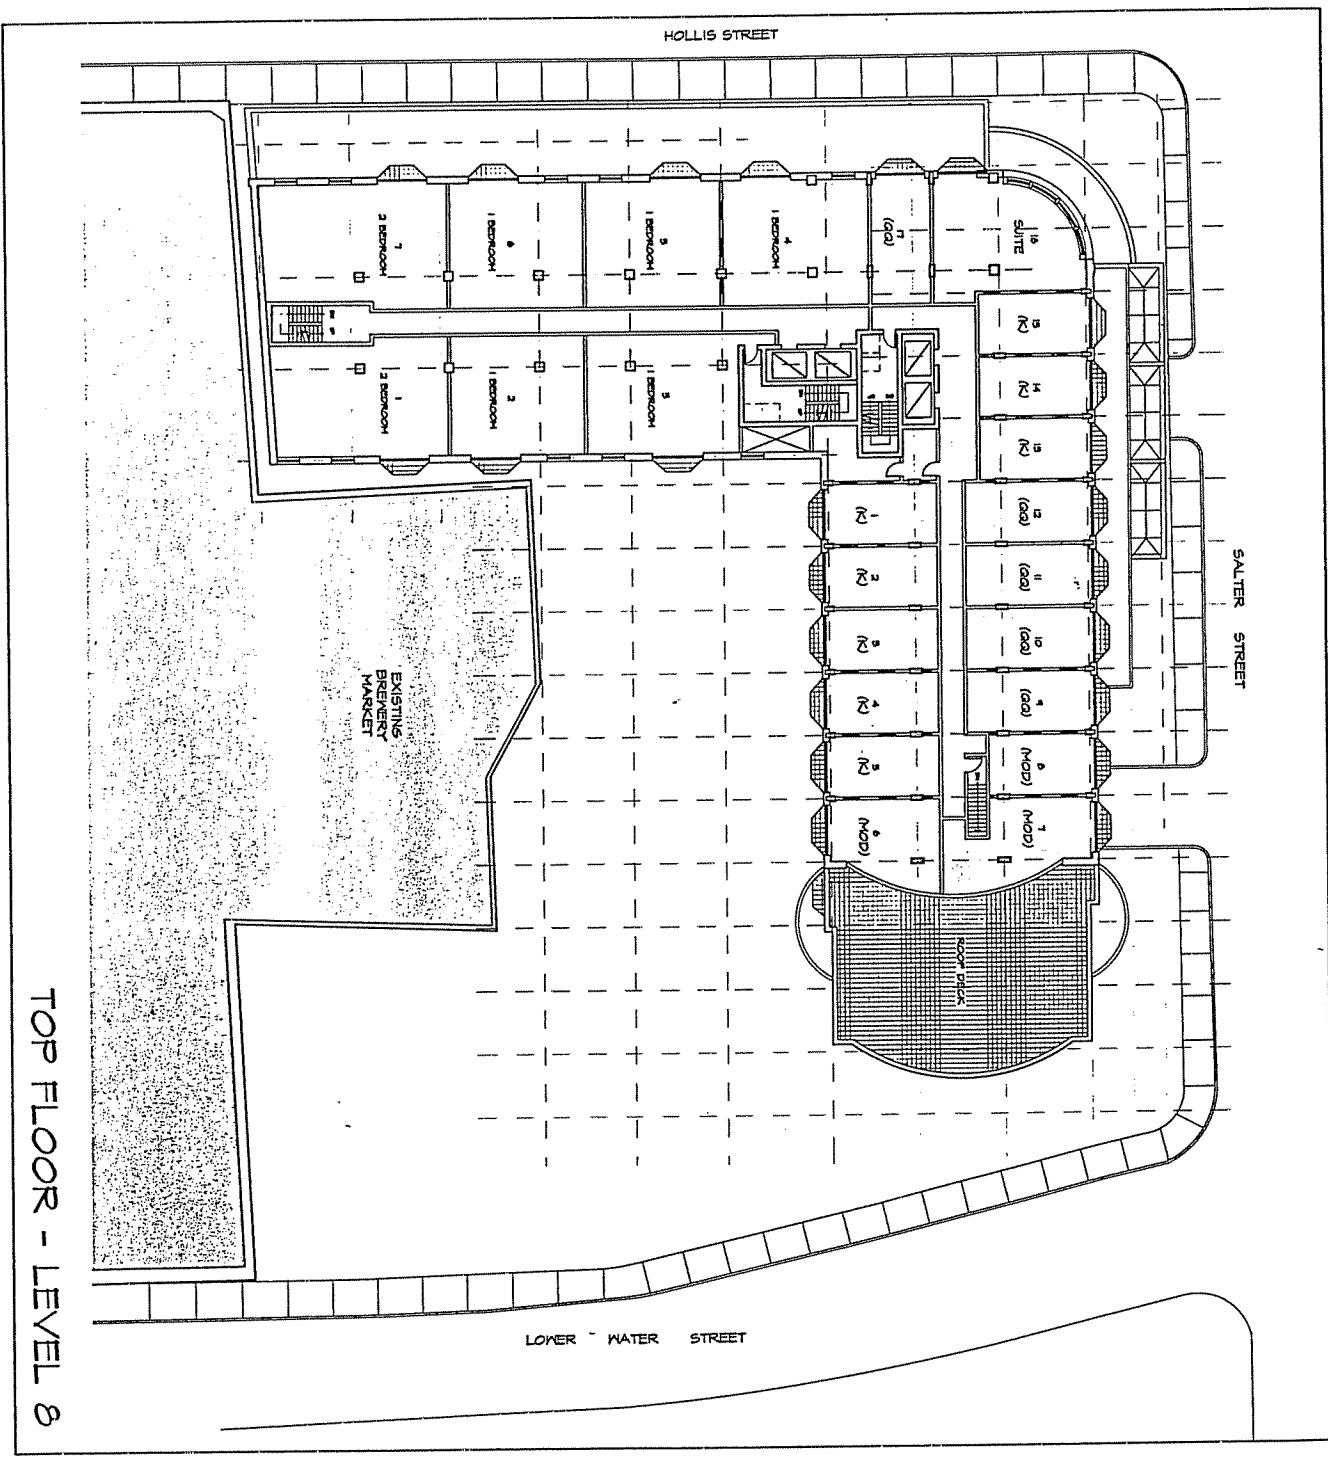 HOLLIS STREET
7
2 BEDROOM
6
1 BEDROOM
5
1 BEDROOM
4
1 BEDROOM
17
(QQ)
16
SUITE
1
2 BEDROOM
2
1 BEDROOM
3
1 BEDROOM
15
(K)
14
(K)
13
(K)
12
(QQ)
11
(QQ)
10
(QQ)
9
(QQ)
8
(MOD)
7
(MOD)
1
(K)
2
(K)
3
(K)
4
(K)
5
(K)
6
(MOD)
SALTER STREET
EXISTING
BREWERY
MARKET
ROOF DECK
LOWER - WATER STREET
TOP FLOOR - LEVEL 8